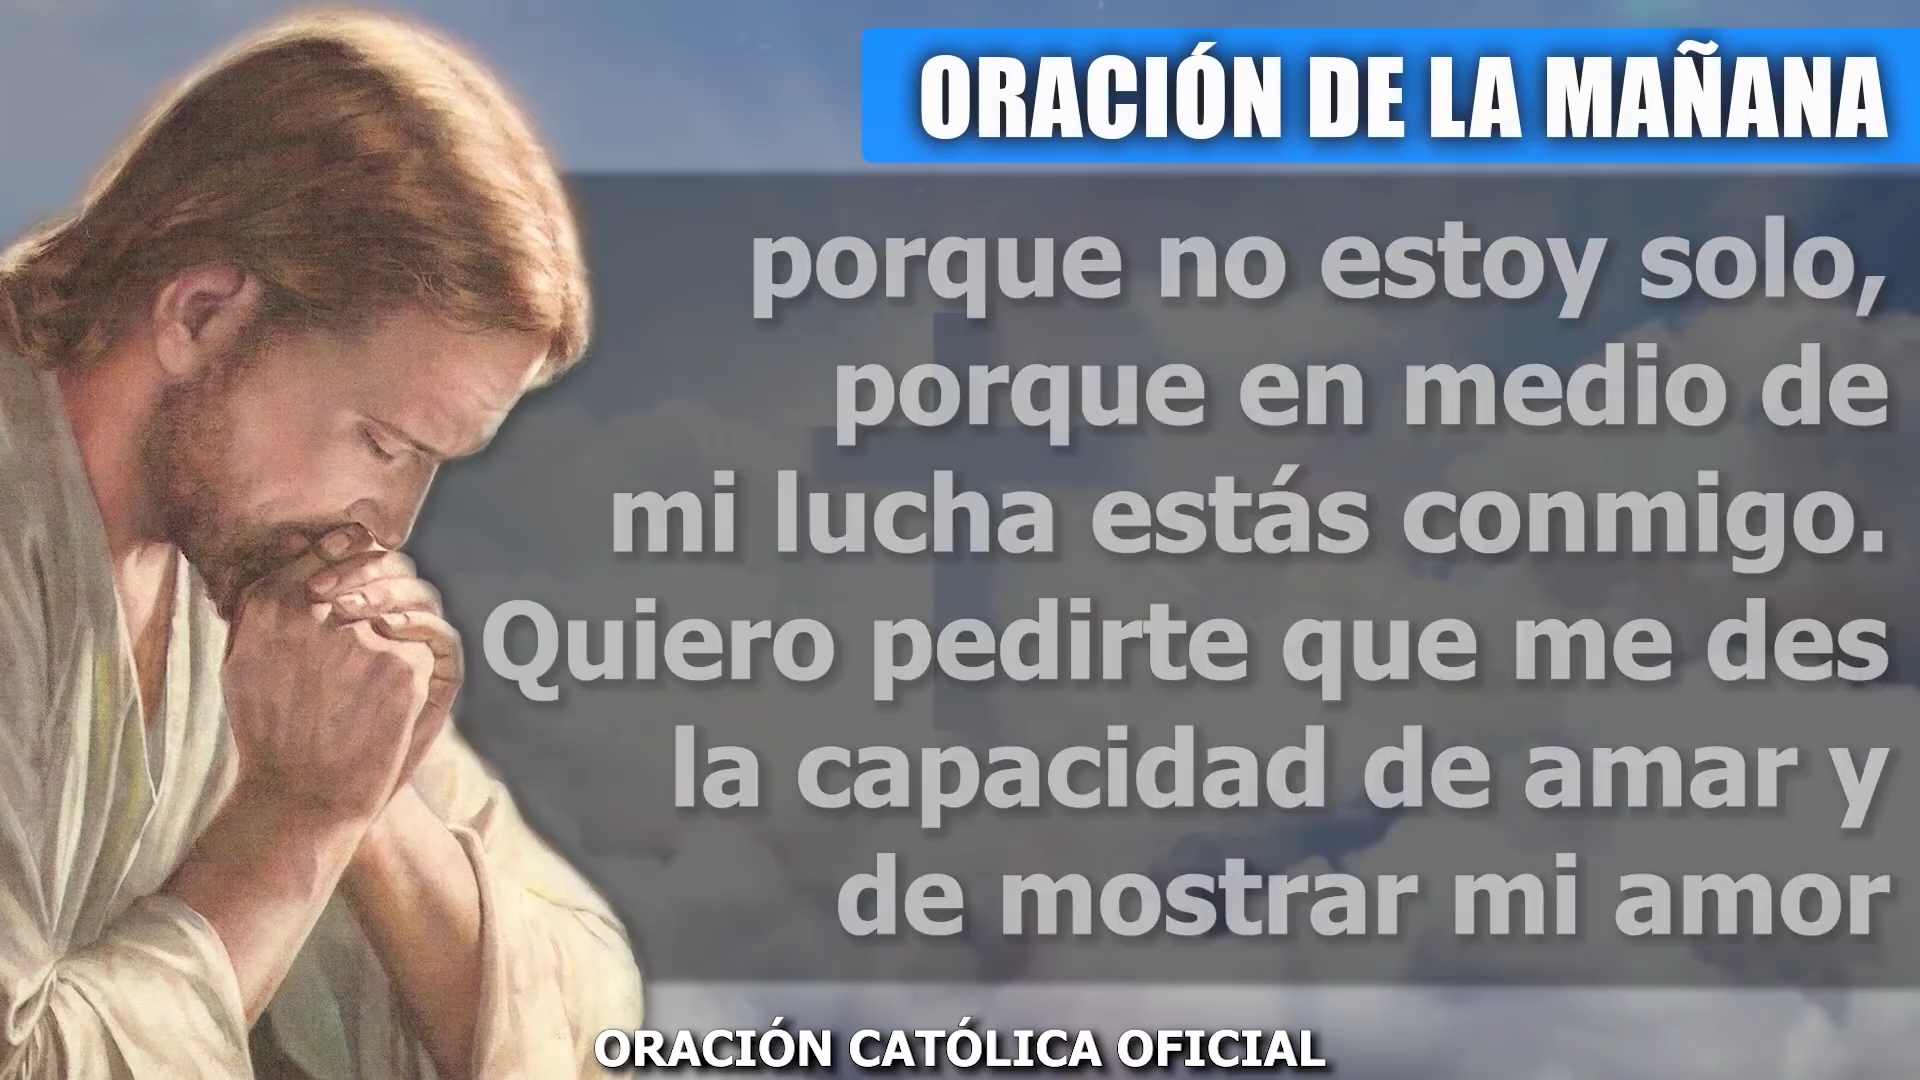 ORACIÓN DE LA MAÑANA
porque no estoy solo,
porque en medio de
mi lucha estás conmigo.
Quiero pedirte que me des
la capacidad de amar y
de mostrar mi amor
ORACIÓN CATÓLICA OFICIAL